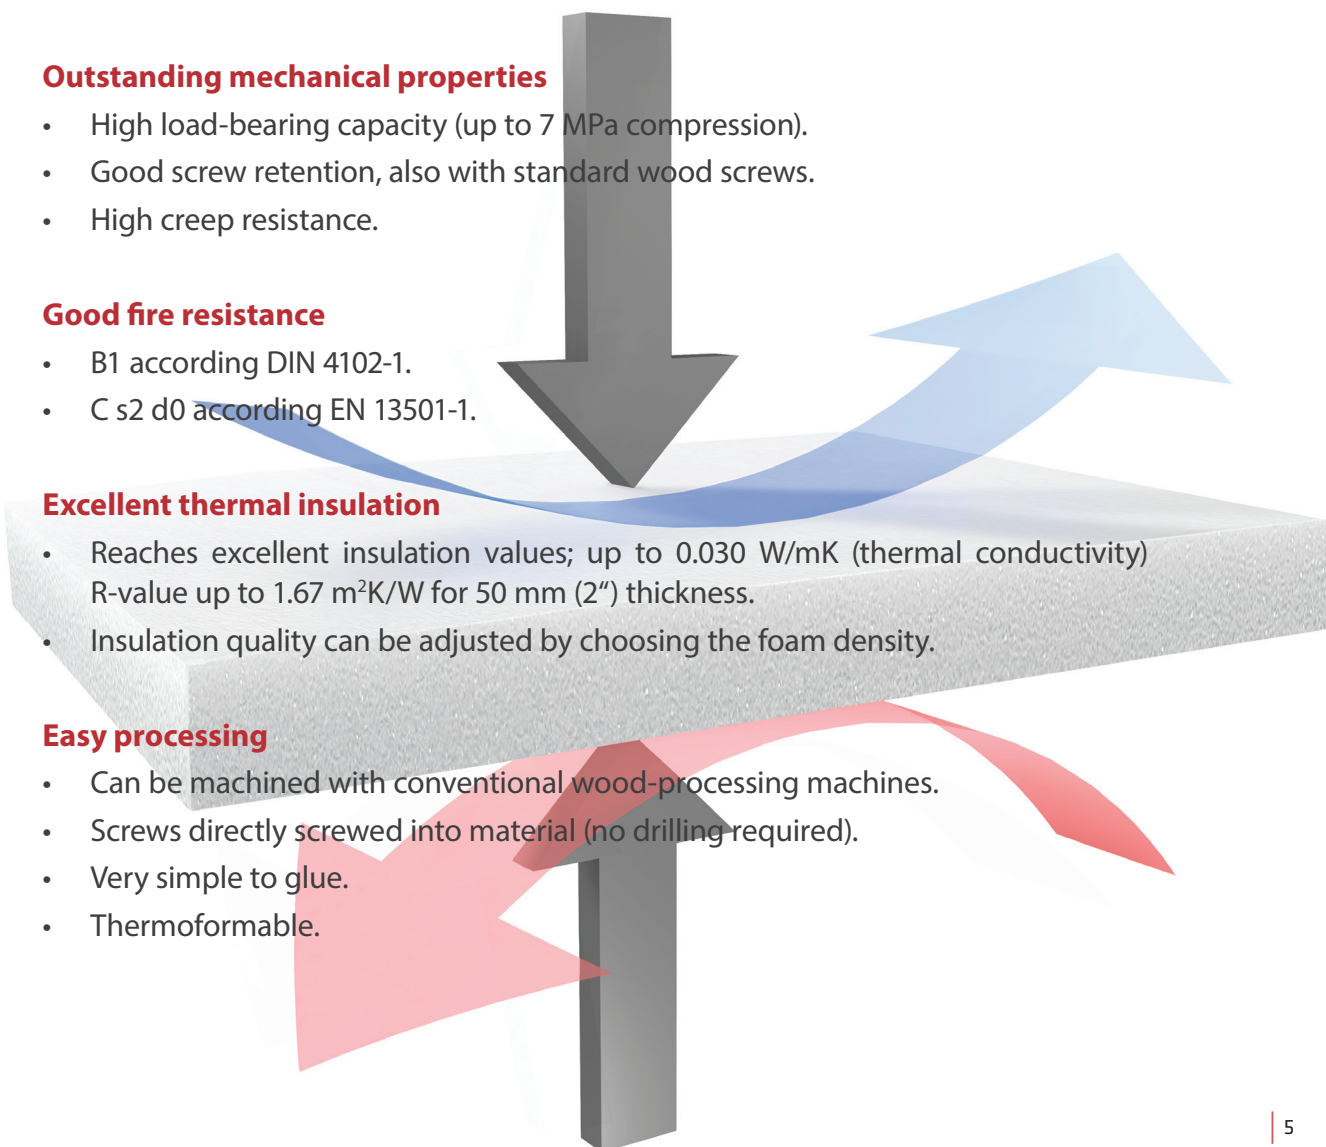 Outstanding mechanical properties
• High load-bearing capacity (up to 7 MPa compression).
• Good screw retention, also with standard wood screws.
• High creep resistance.
Good fire resistance
• B1 according DIN 4102-1.
• C s2 d0 according EN 13501-1.
Excellent thermal insulation
• Reaches excellent insulation values; up to 0.030 W/mK (thermal conductivity)
R-value up to 1.67 m²K/W for 50 mm (2“) thickness.
• Insulation quality can be adjusted by choosing the foam density.
Easy processing
• Can be machined with conventional wood-processing machines.
• Screws directly screwed into material (no drilling required).
• Very simple to glue.
• Thermoformable.
5